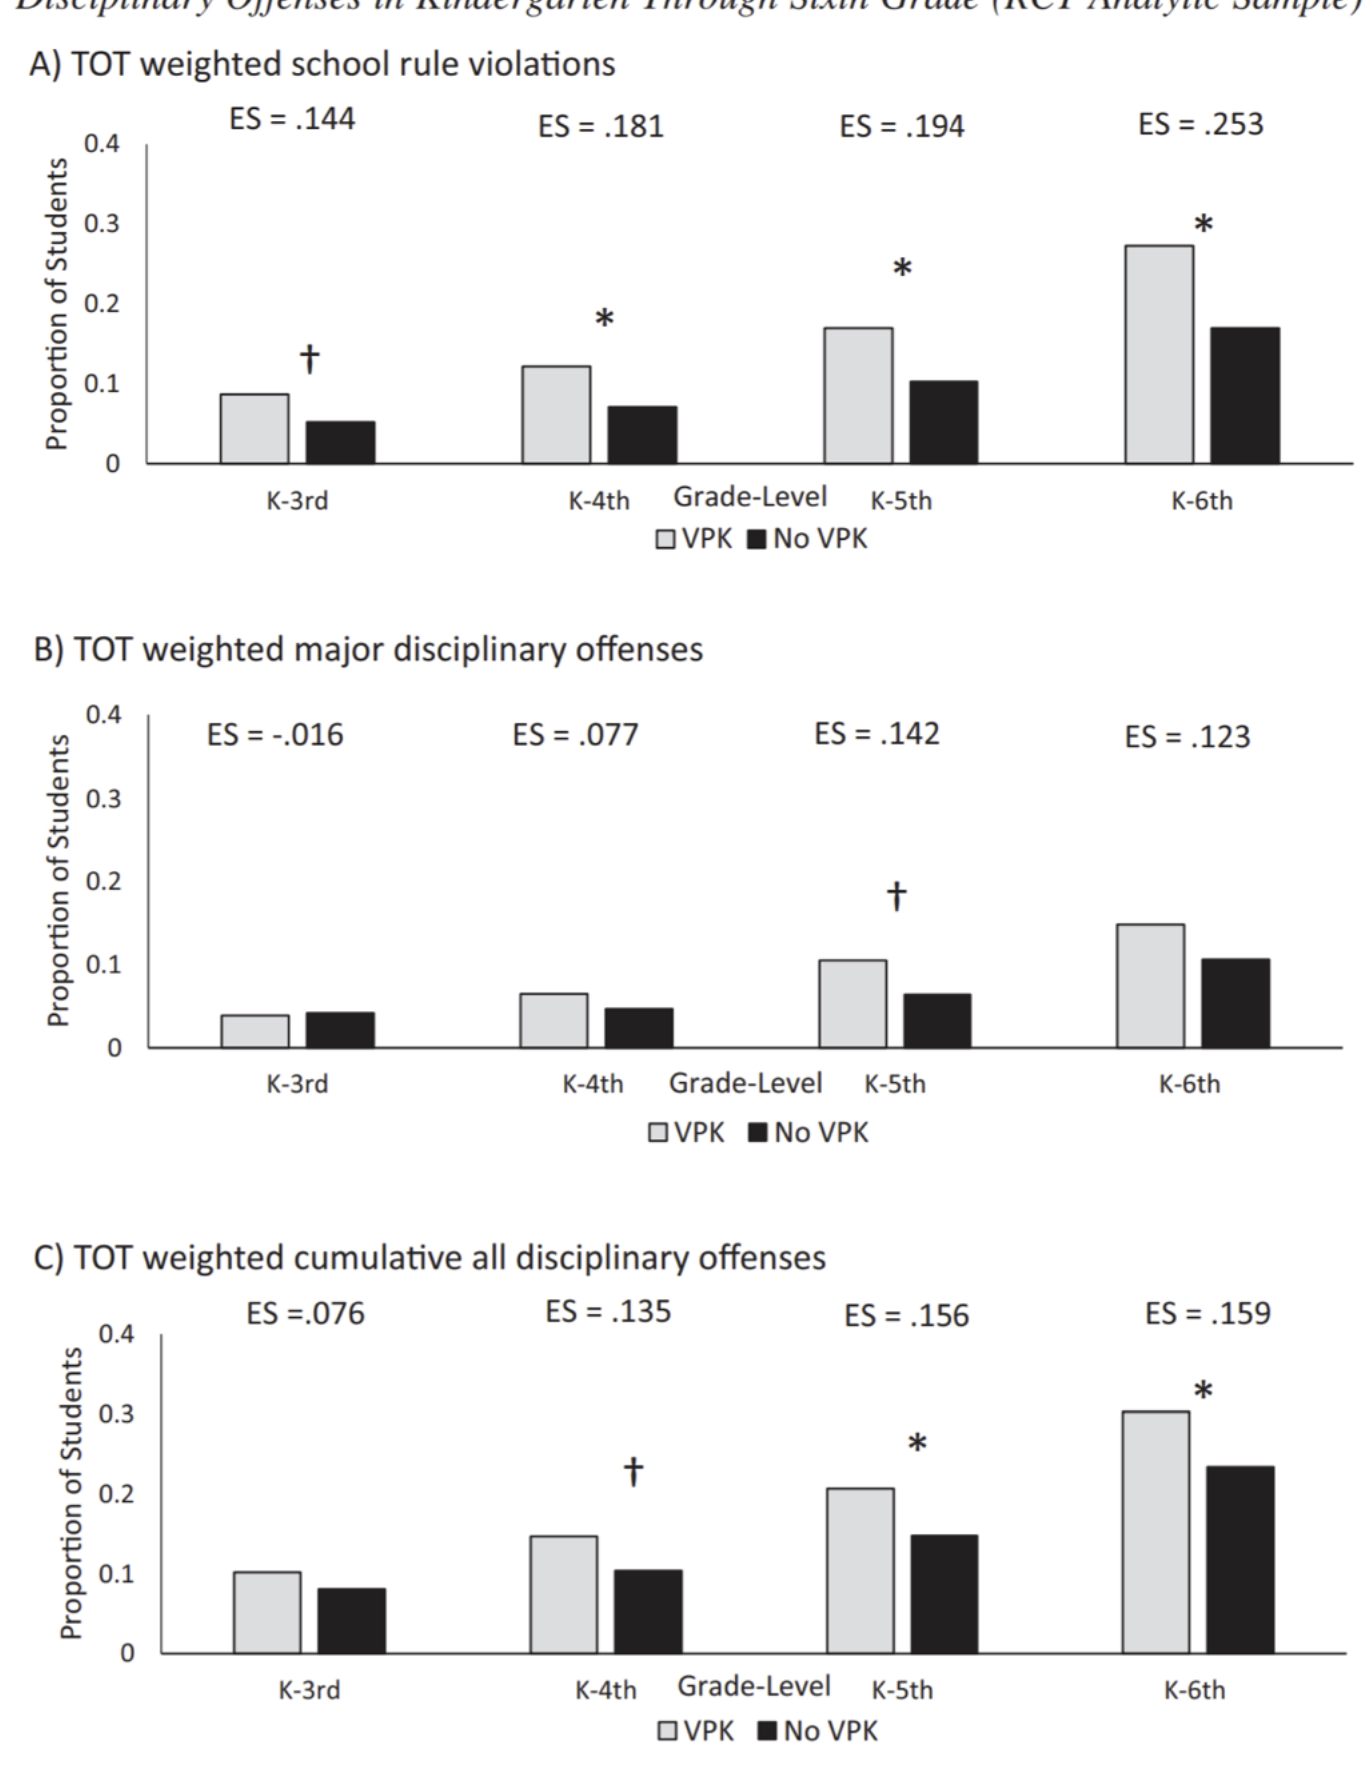 Disciplinary Offenses in Kindergarten Through Sixth Grade (RCT Analytic Sample)
A) TOT weighted school rule violations
ES = .144 ES = .181 ES = .194 ES = .253
Proportion of Students
0.4
0.3
0.2
0.1
0
† * * *
K-3rd K-4th Grade-Level K-5th K-6th
VPK No VPK
B) TOT weighted major disciplinary offenses
ES = -.016 ES = .077 ES = .142 ES = .123
Proportion of Students
0.4
0.3
0.2
0.1
0
†
K-3rd K-4th Grade-Level K-5th K-6th
VPK No VPK
C) TOT weighted cumulative all disciplinary offenses
ES =.076 ES = .135 ES = .156 ES = .159
Proportion of Students
0.4
0.3
0.2
0.1
0
† * *
K-3rd K-4th Grade-Level K-5th K-6th
VPK No VPK